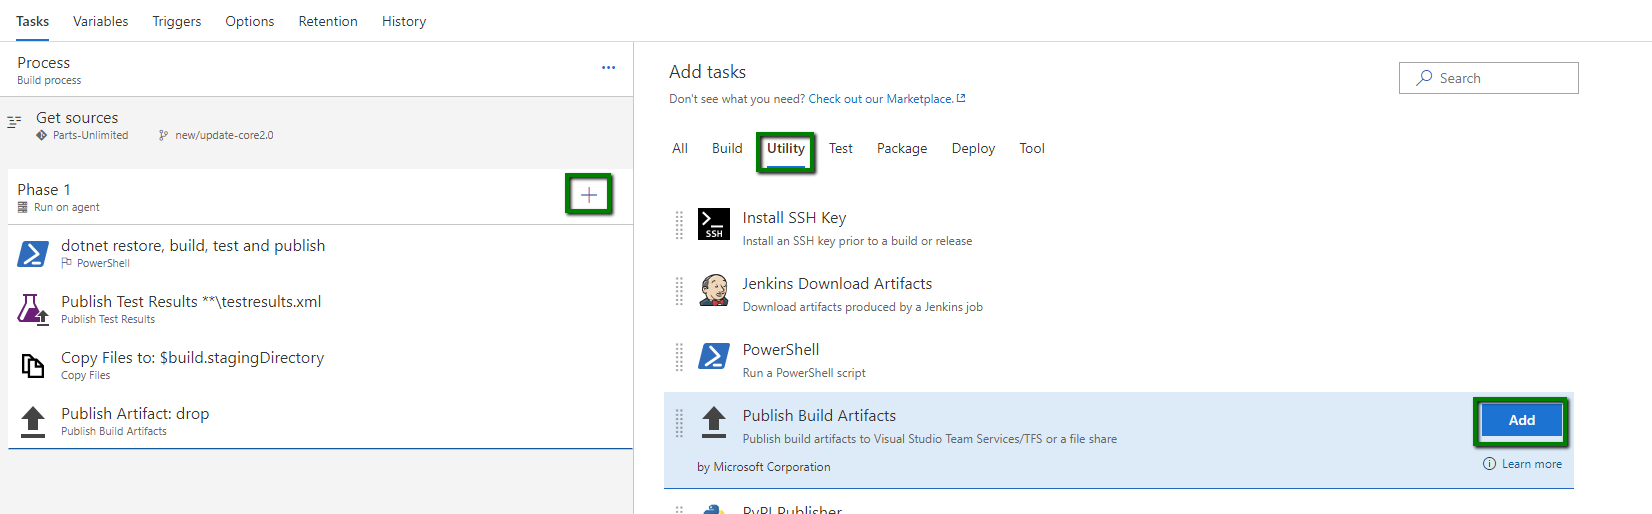 Tasks Variables Triggers Options Retention History
Process
Build process
...
Get sources
Parts-Unlimited new/update-core2.0
Phase 1
Run on agent
dotnet restore, build, test and publish
PowerShell
Publish Test Results **\testresults.xml
Publish Test Results
Copy Files to: $build.stagingDirectory
Copy Files
Publish Artifact: drop
Publish Build Artifacts
Add tasks
Search
Don't see what you need? Check out our Marketplace.
All Build Utility Test Package Deploy Tool
SSH
Install SSH Key
Install an SSH key prior to a build or release
Jenkins Download Artifacts
Download artifacts produced by a Jenkins job
PowerShell
Run a PowerShell script
Publish Build Artifacts
Publish build artifacts to Visual Studio Team Services/TFS or a file share
Add
by Microsoft Corporation
Learn more
PyPI Publisher